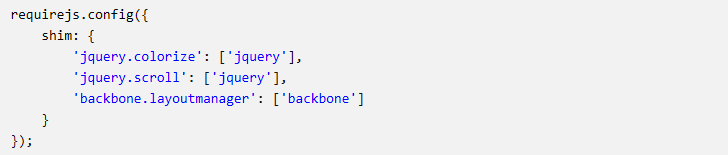 requirejs.config({
    shim: {
        'jquery.colorize': ['jquery'],
        'jquery.scroll': ['jquery'],
        'backbone.layoutmanager': ['backbone']
    }
});